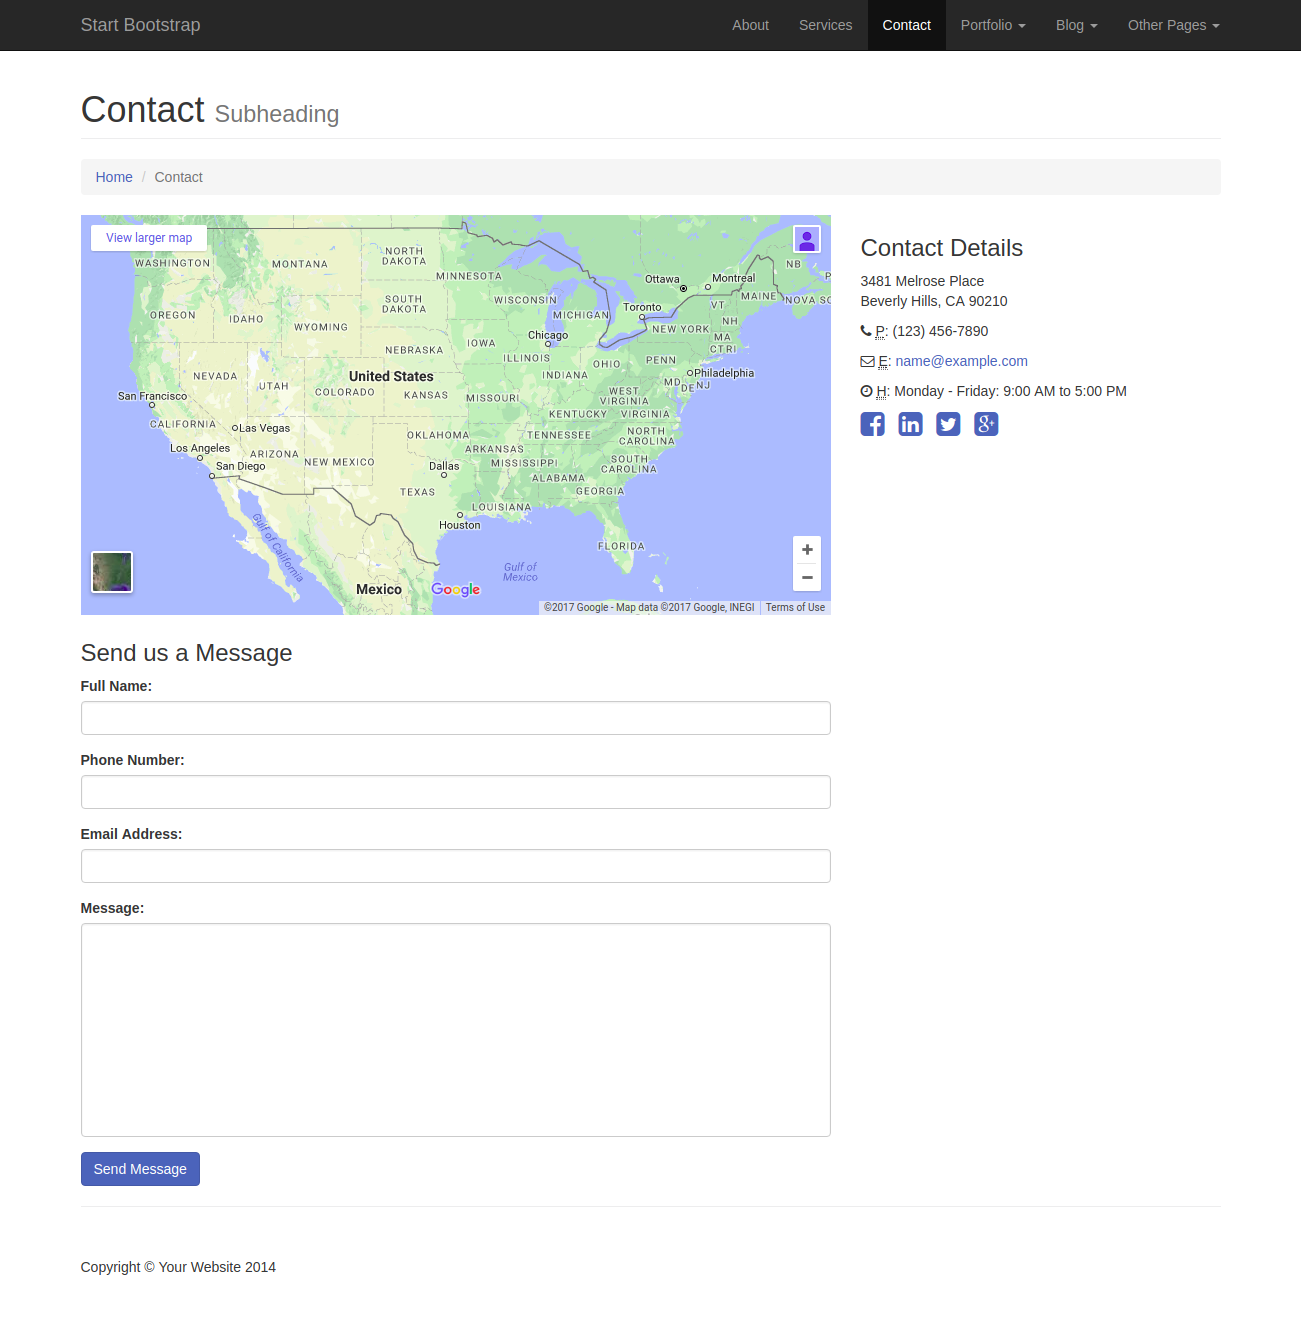 Start Bootstrap
About Services Contact Portfolio Blog Other Pages
Contact Subheading
Home / Contact
View larger map
WASHINGTON
MONTANA
NORTH
DAKOTA
MINNESOTA
Ottawa
Montreal
NB
P
OREGON
IDAHO
WYOMING
SOUTH
DAKOTA
WISCONSIN
MICHIGAN
Toronto
VT
MAINE
NOVA SC
NH
NEW YORK
MA
CT RI
Chicago
NEBRASKA
IOWA
ILLINOIS
INDIANA
OHIO
PENN
Philadelphia
NEVADA
UTAH
COLORADO
United States
KANSAS
MISSOURI
WEST
VIRGINIA
MD
DE
NJ
San Francisco
CALIFORNIA
Las Vegas
KENTUCKY
VIRGINIA
Los Angeles
ARIZONA
NEW MEXICO
OKLAHOMA
ARKANSAS
TENNESSEE
NORTH
CAROLINA
San Diego
Dallas
MISSISSIPPI
ALABAMA
SOUTH
CAROLINA
TEXAS
LOUISIANA
GEORGIA
Houston
FLORIDA
Gulf of California
Gulf of
Mexico
Mexico
Google
©2017 Google - Map data ©2017 Google, INEGI
Terms of Use
Contact Details
3481 Melrose Place
Beverly Hills, CA 90210
P: (123) 456-7890
E: name@example.com
H: Monday - Friday: 9:00 AM to 5:00 PM
Send us a Message
Full Name:
Phone Number:
Email Address:
Message:
Send Message
Copyright © Your Website 2014